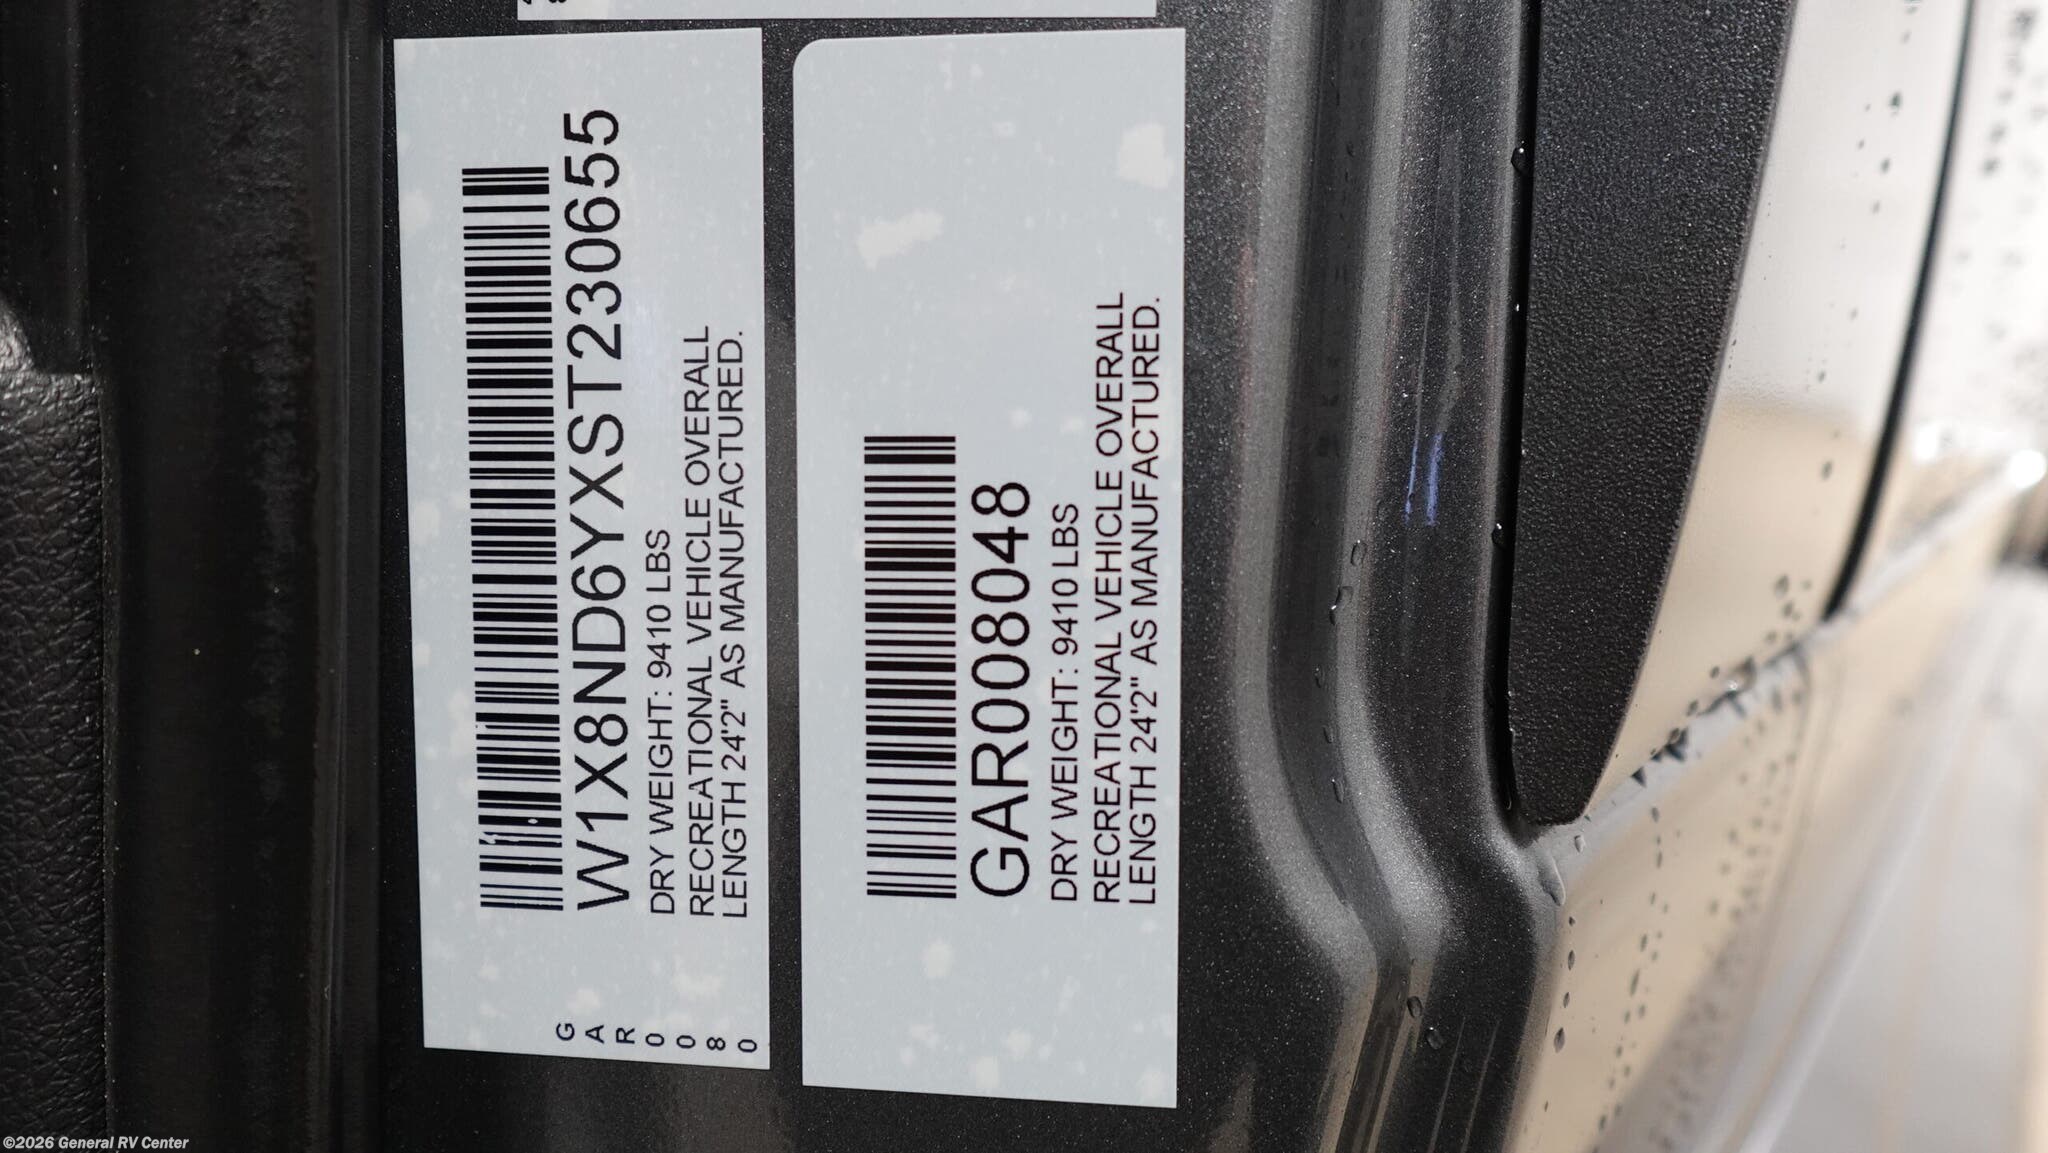 W1X8ND6YXST230655
DRY WEIGHT: 9410 LBS
RECREATIONAL VEHICLE OVERALL
LENGTH 24'2" AS MANUFACTURED.
G
A
R
0
0
8
0
GAR008048
DRY WEIGHT: 9410 LBS
RECREATIONAL VEHICLE OVERALL
LENGTH 24'2" AS MANUFACTURED.
©2026 General RV Center